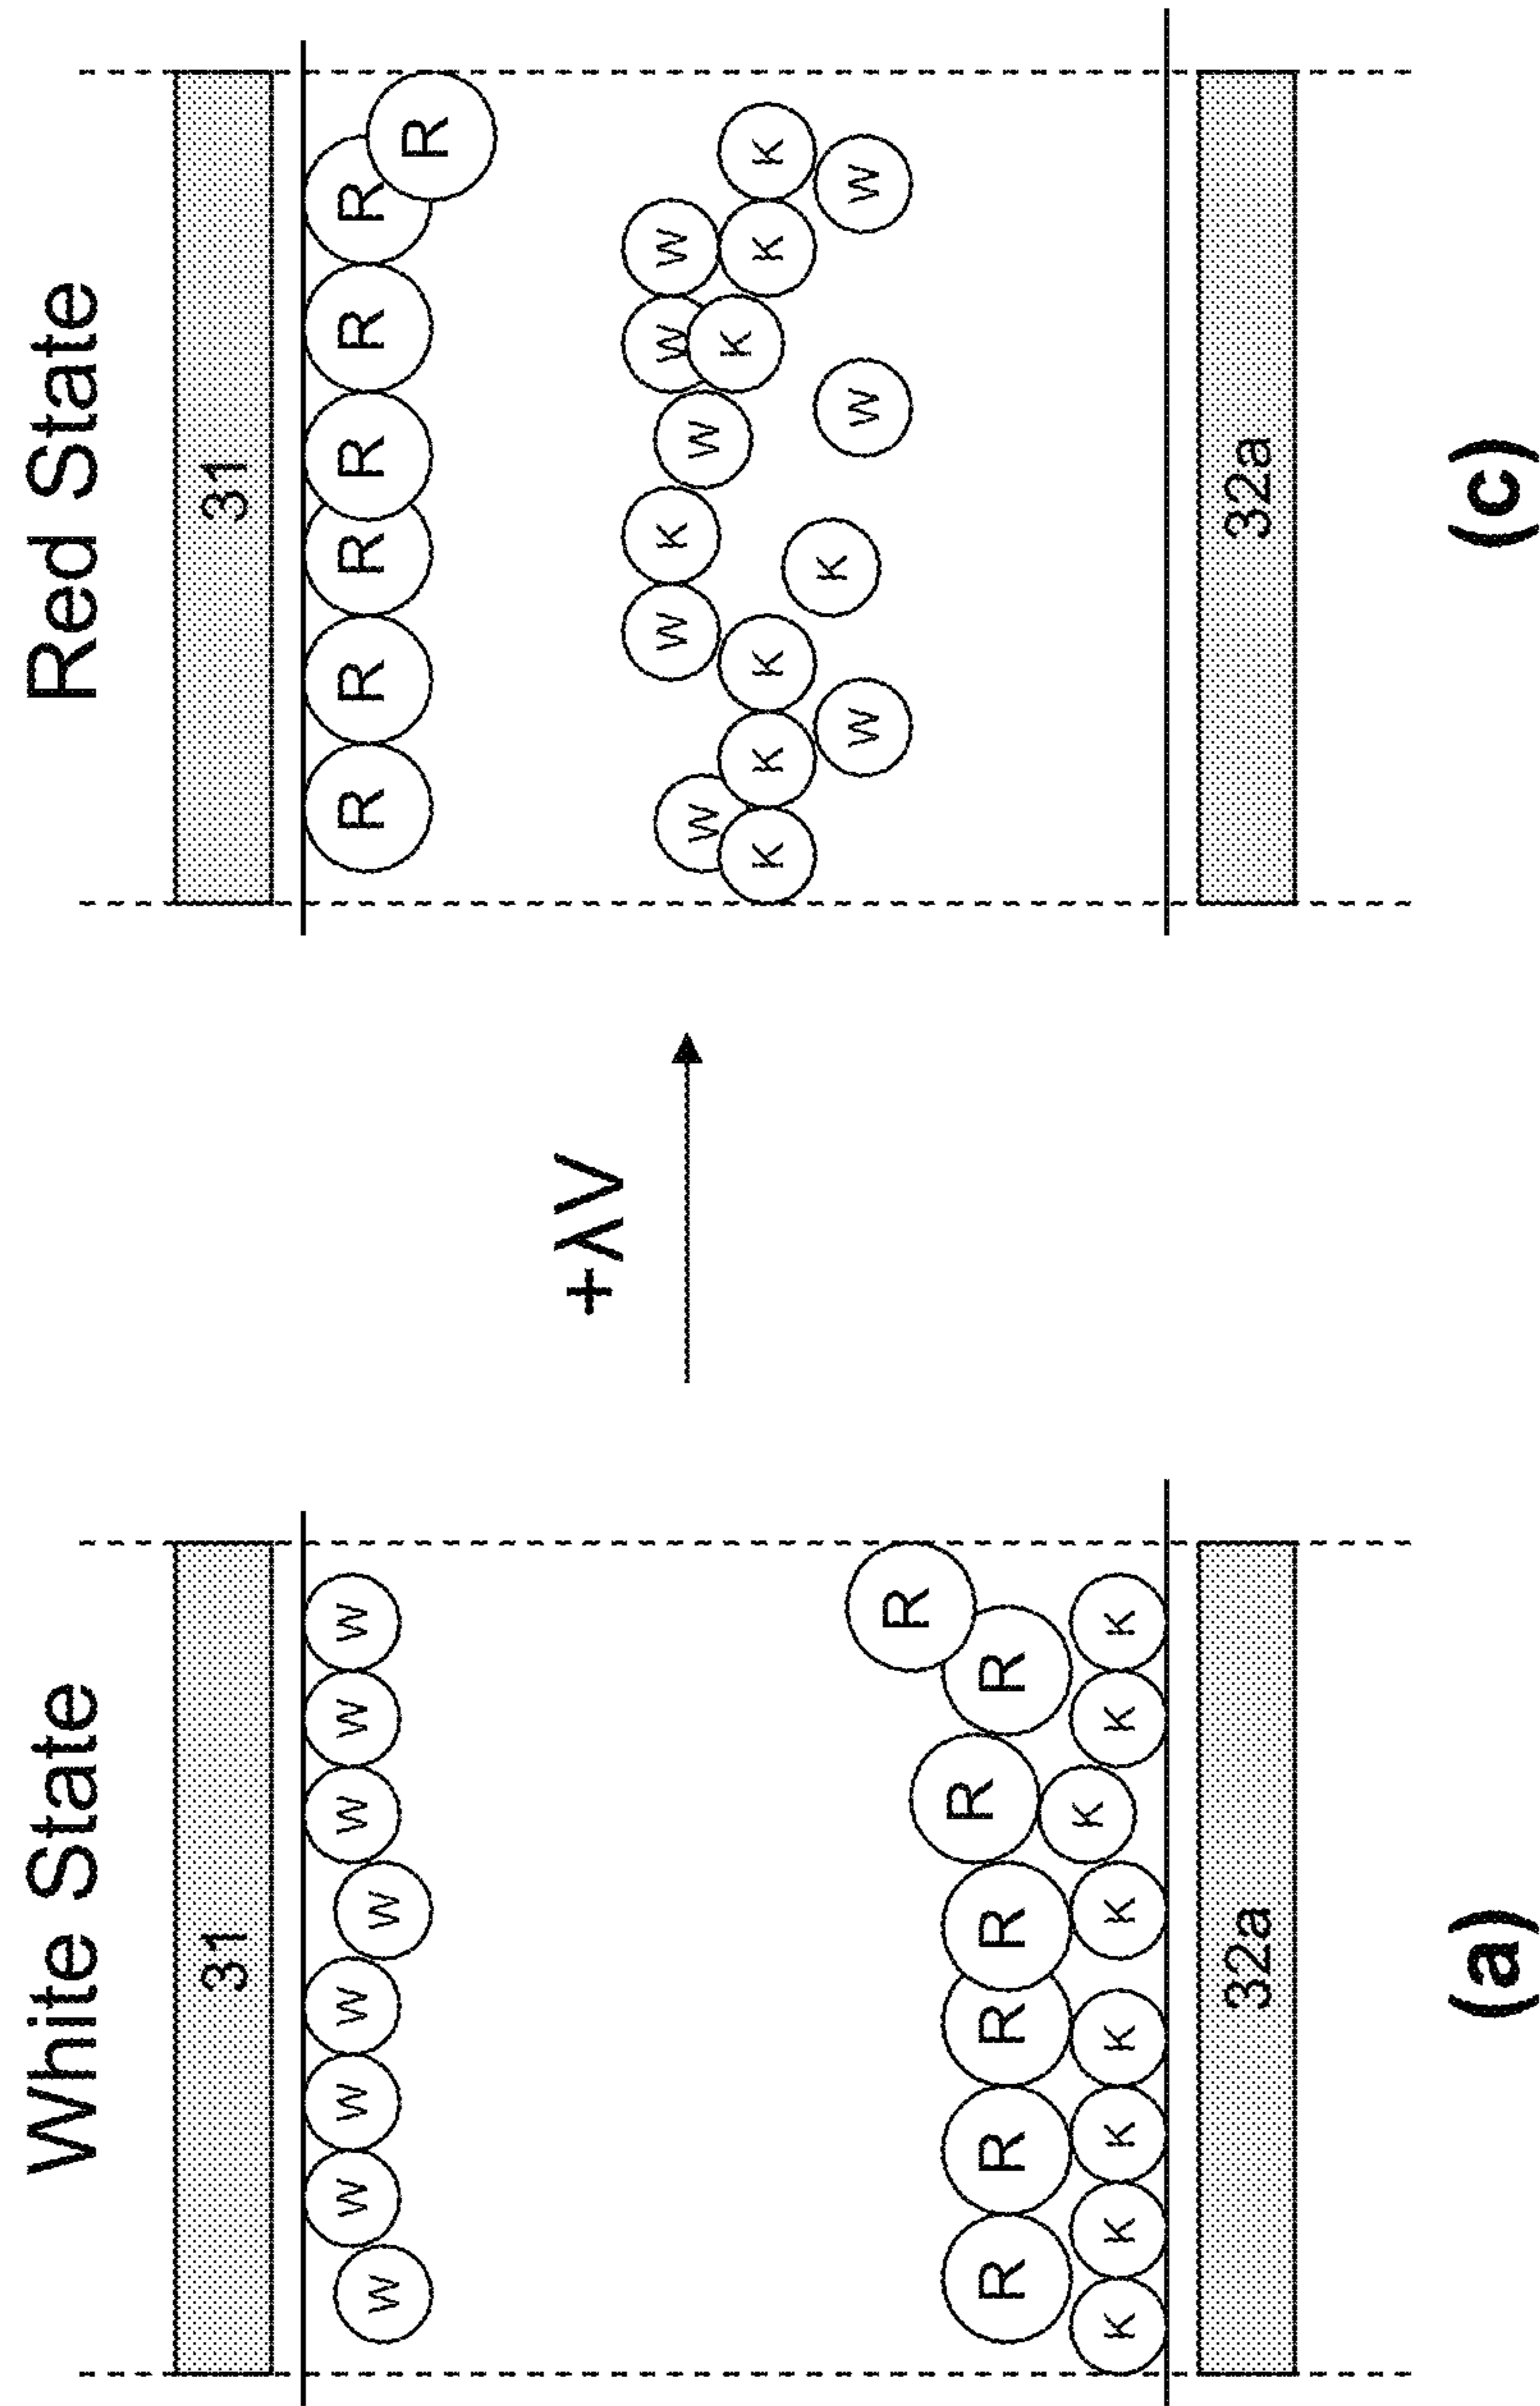 White State
31
W W W W W W W W
R R R R R R R
K K K K K K K K
32a
(a)
+λV
Red State
31
R R R R R R R
W W K W W W
K K K K K K
W K W W
32a
(c)